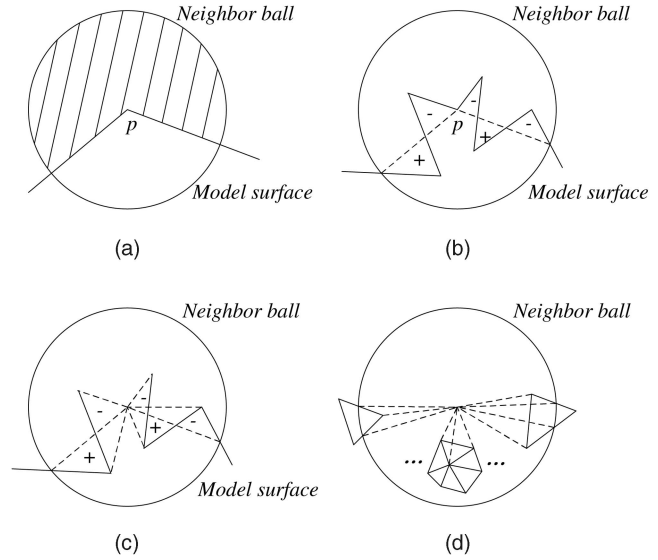 Neighbor ball
p
Model surface
(a)
Neighbor ball
-
-
p
-
+
+
Model surface
(b)
Neighbor ball
-
-
+
-
+
Model surface
(c)
Neighbor ball
... ...
(d)